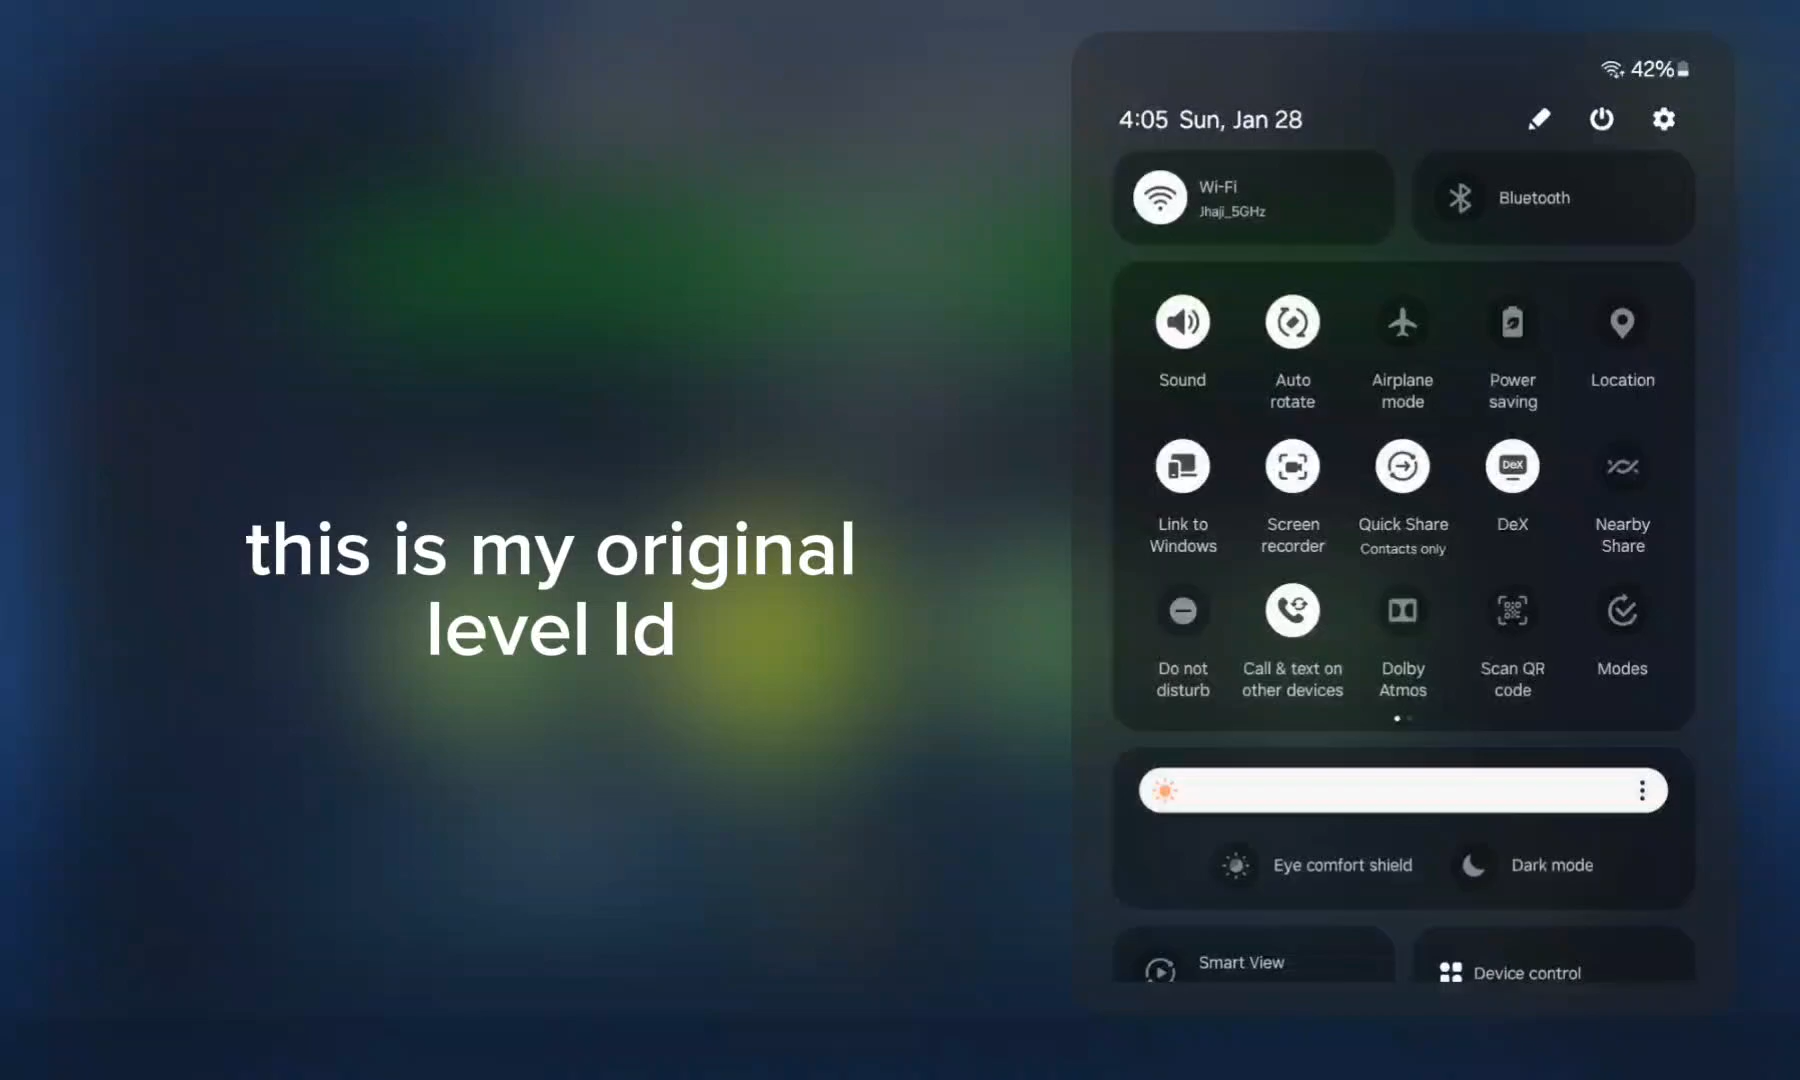 42%
4:05 Sun, Jan 28
Wi-Fi
Jhaji_5GHz
Bluetooth
Sound
Auto
rotate
Airplane
mode
Power
saving
Location
Link to
Windows
Screen
recorder
Quick Share
Contacts only
DeX
DeX
Nearby
Share
Do not
disturb
Call & text on
other devices
Dolby
Atmos
Scan QR
code
Modes
Eye comfort shield
Dark mode
Smart View
Device control
this is my original
level Id